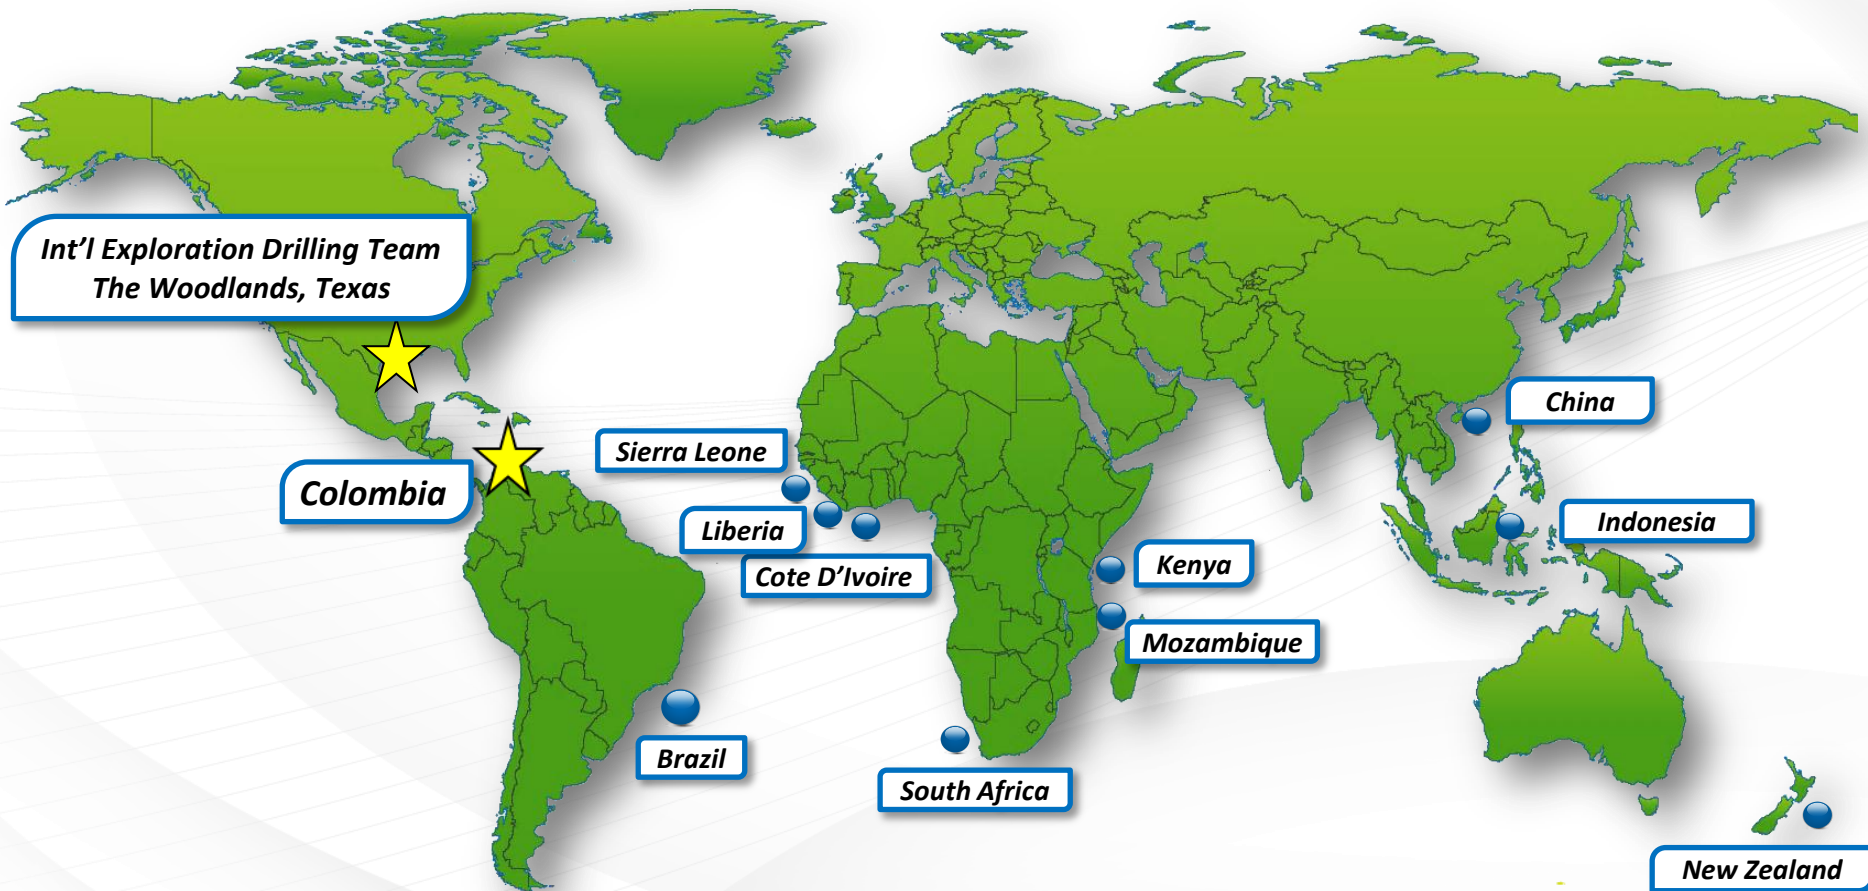 Int’l Exploration Drilling Team
The Woodlands, Texas
China
Sierra Leone
Colombia
Liberia
Indonesia
Cote D’Ivoire
Kenya
Mozambique
Brazil
South Africa
New Zealand